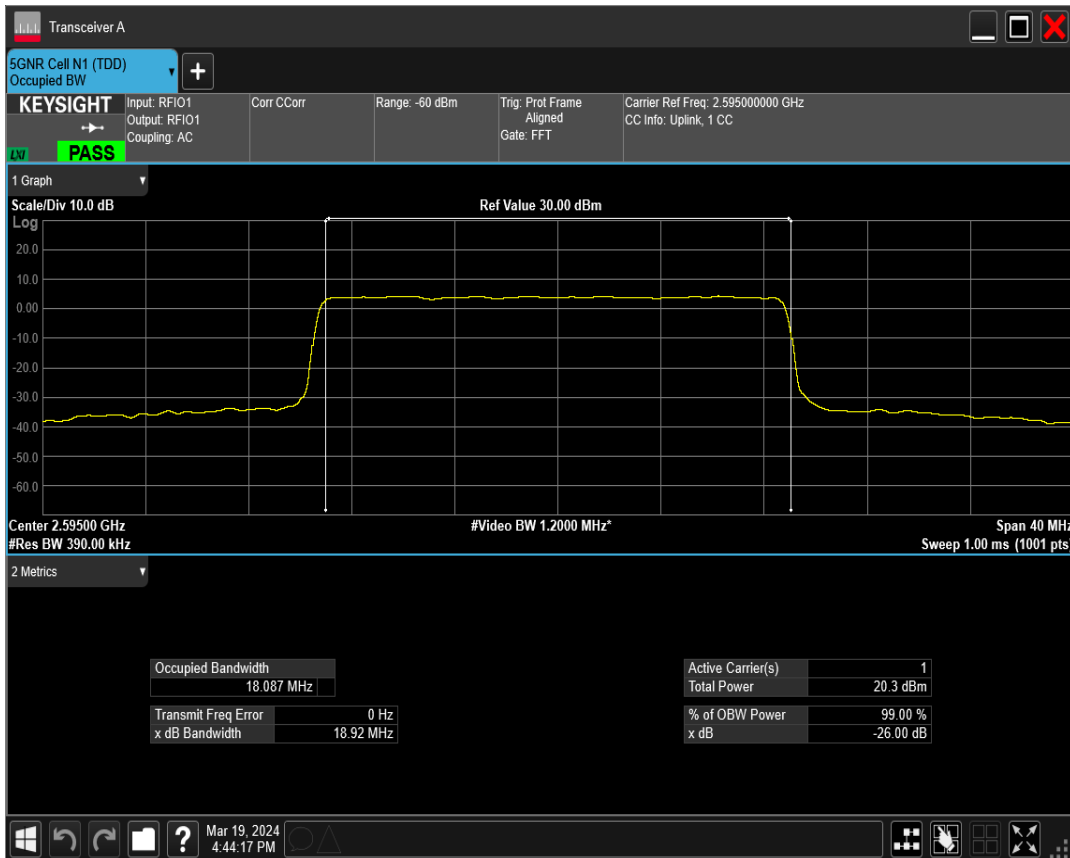 Transceiver A
5GNR Cell N1 (TDD)
Occupied BW
+
KEYSIGHT
LXI
PASS
Input: RFIO1
Output: RFIO1
Coupling: AC
Corr CCorr
Range: -60 dBm
Trig: Prot Frame
Aligned
Gate: FFT
Carrier Ref Freq: 2.595000000 GHz
CC Info: Uplink, 1 CC
1 Graph
Scale/Div 10.0 dB
Ref Value 30.00 dBm
Log
20.0
10.0
0.00
-10.0
-20.0
-30.0
-40.0
-50.0
-60.0
Center 2.59500 GHz
#Video BW 1.2000 MHz*
Span 40 MHz
#Res BW 390.00 kHz
Sweep 1.00 ms (1001 pts)
2 Metrics
Occupied Bandwidth
18.087 MHz
Transmit Freq Error 0 Hz
x dB Bandwidth 18.92 MHz
Active Carrier(s) 1
Total Power 20.3 dBm
% of OBW Power 99.00 %
x dB -26.00 dB
?
Mar 19, 2024
4:44:17 PM